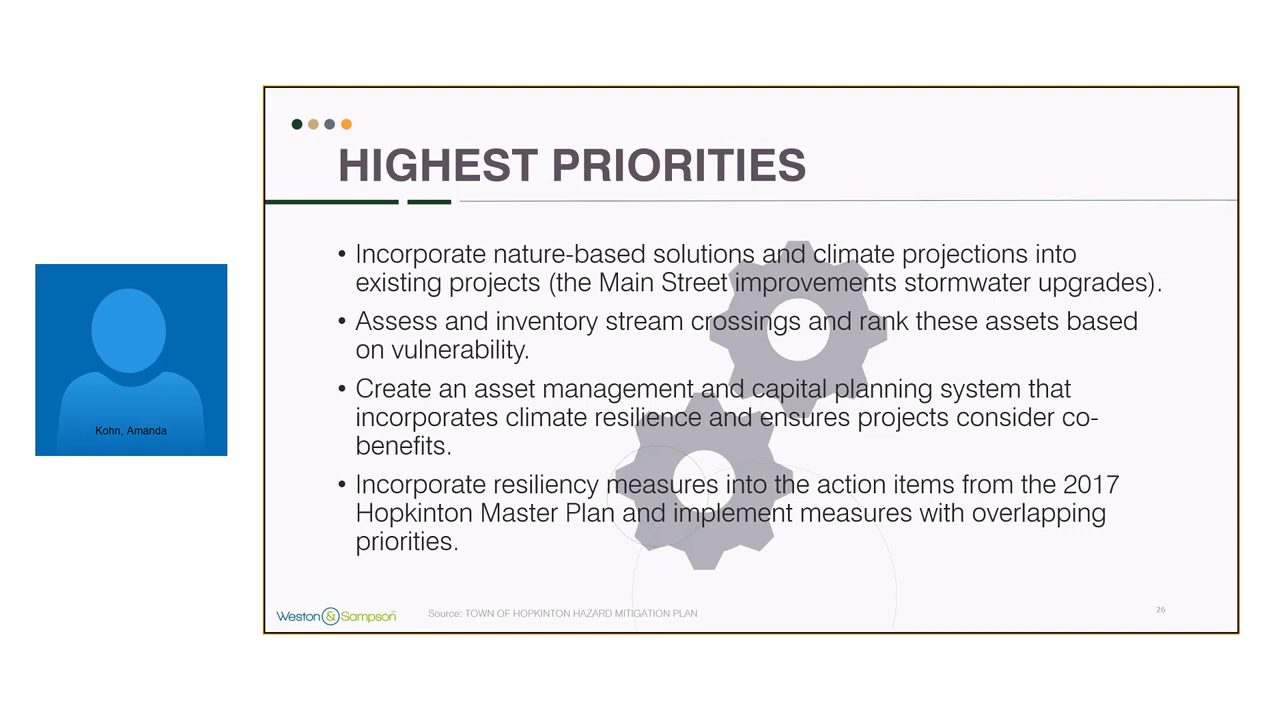 HIGHEST PRIORITIES
• Incorporate nature-based solutions and climate projections into
existing projects (the Main Street improvements stormwater upgrades).
• Assess and inventory stream crossings and rank these assets based
on vulnerability.
• Create an asset management and capital planning system that
incorporates climate resilience and ensures projects consider co-
benefits.
• Incorporate resiliency measures into the action items from the 2017
Hopkinton Master Plan and implement measures with overlapping
priorities.
Kohn, Amanda
Weston & Sampson
Source: TOWN OF HOPKINTON HAZARD MITIGATION PLAN
26